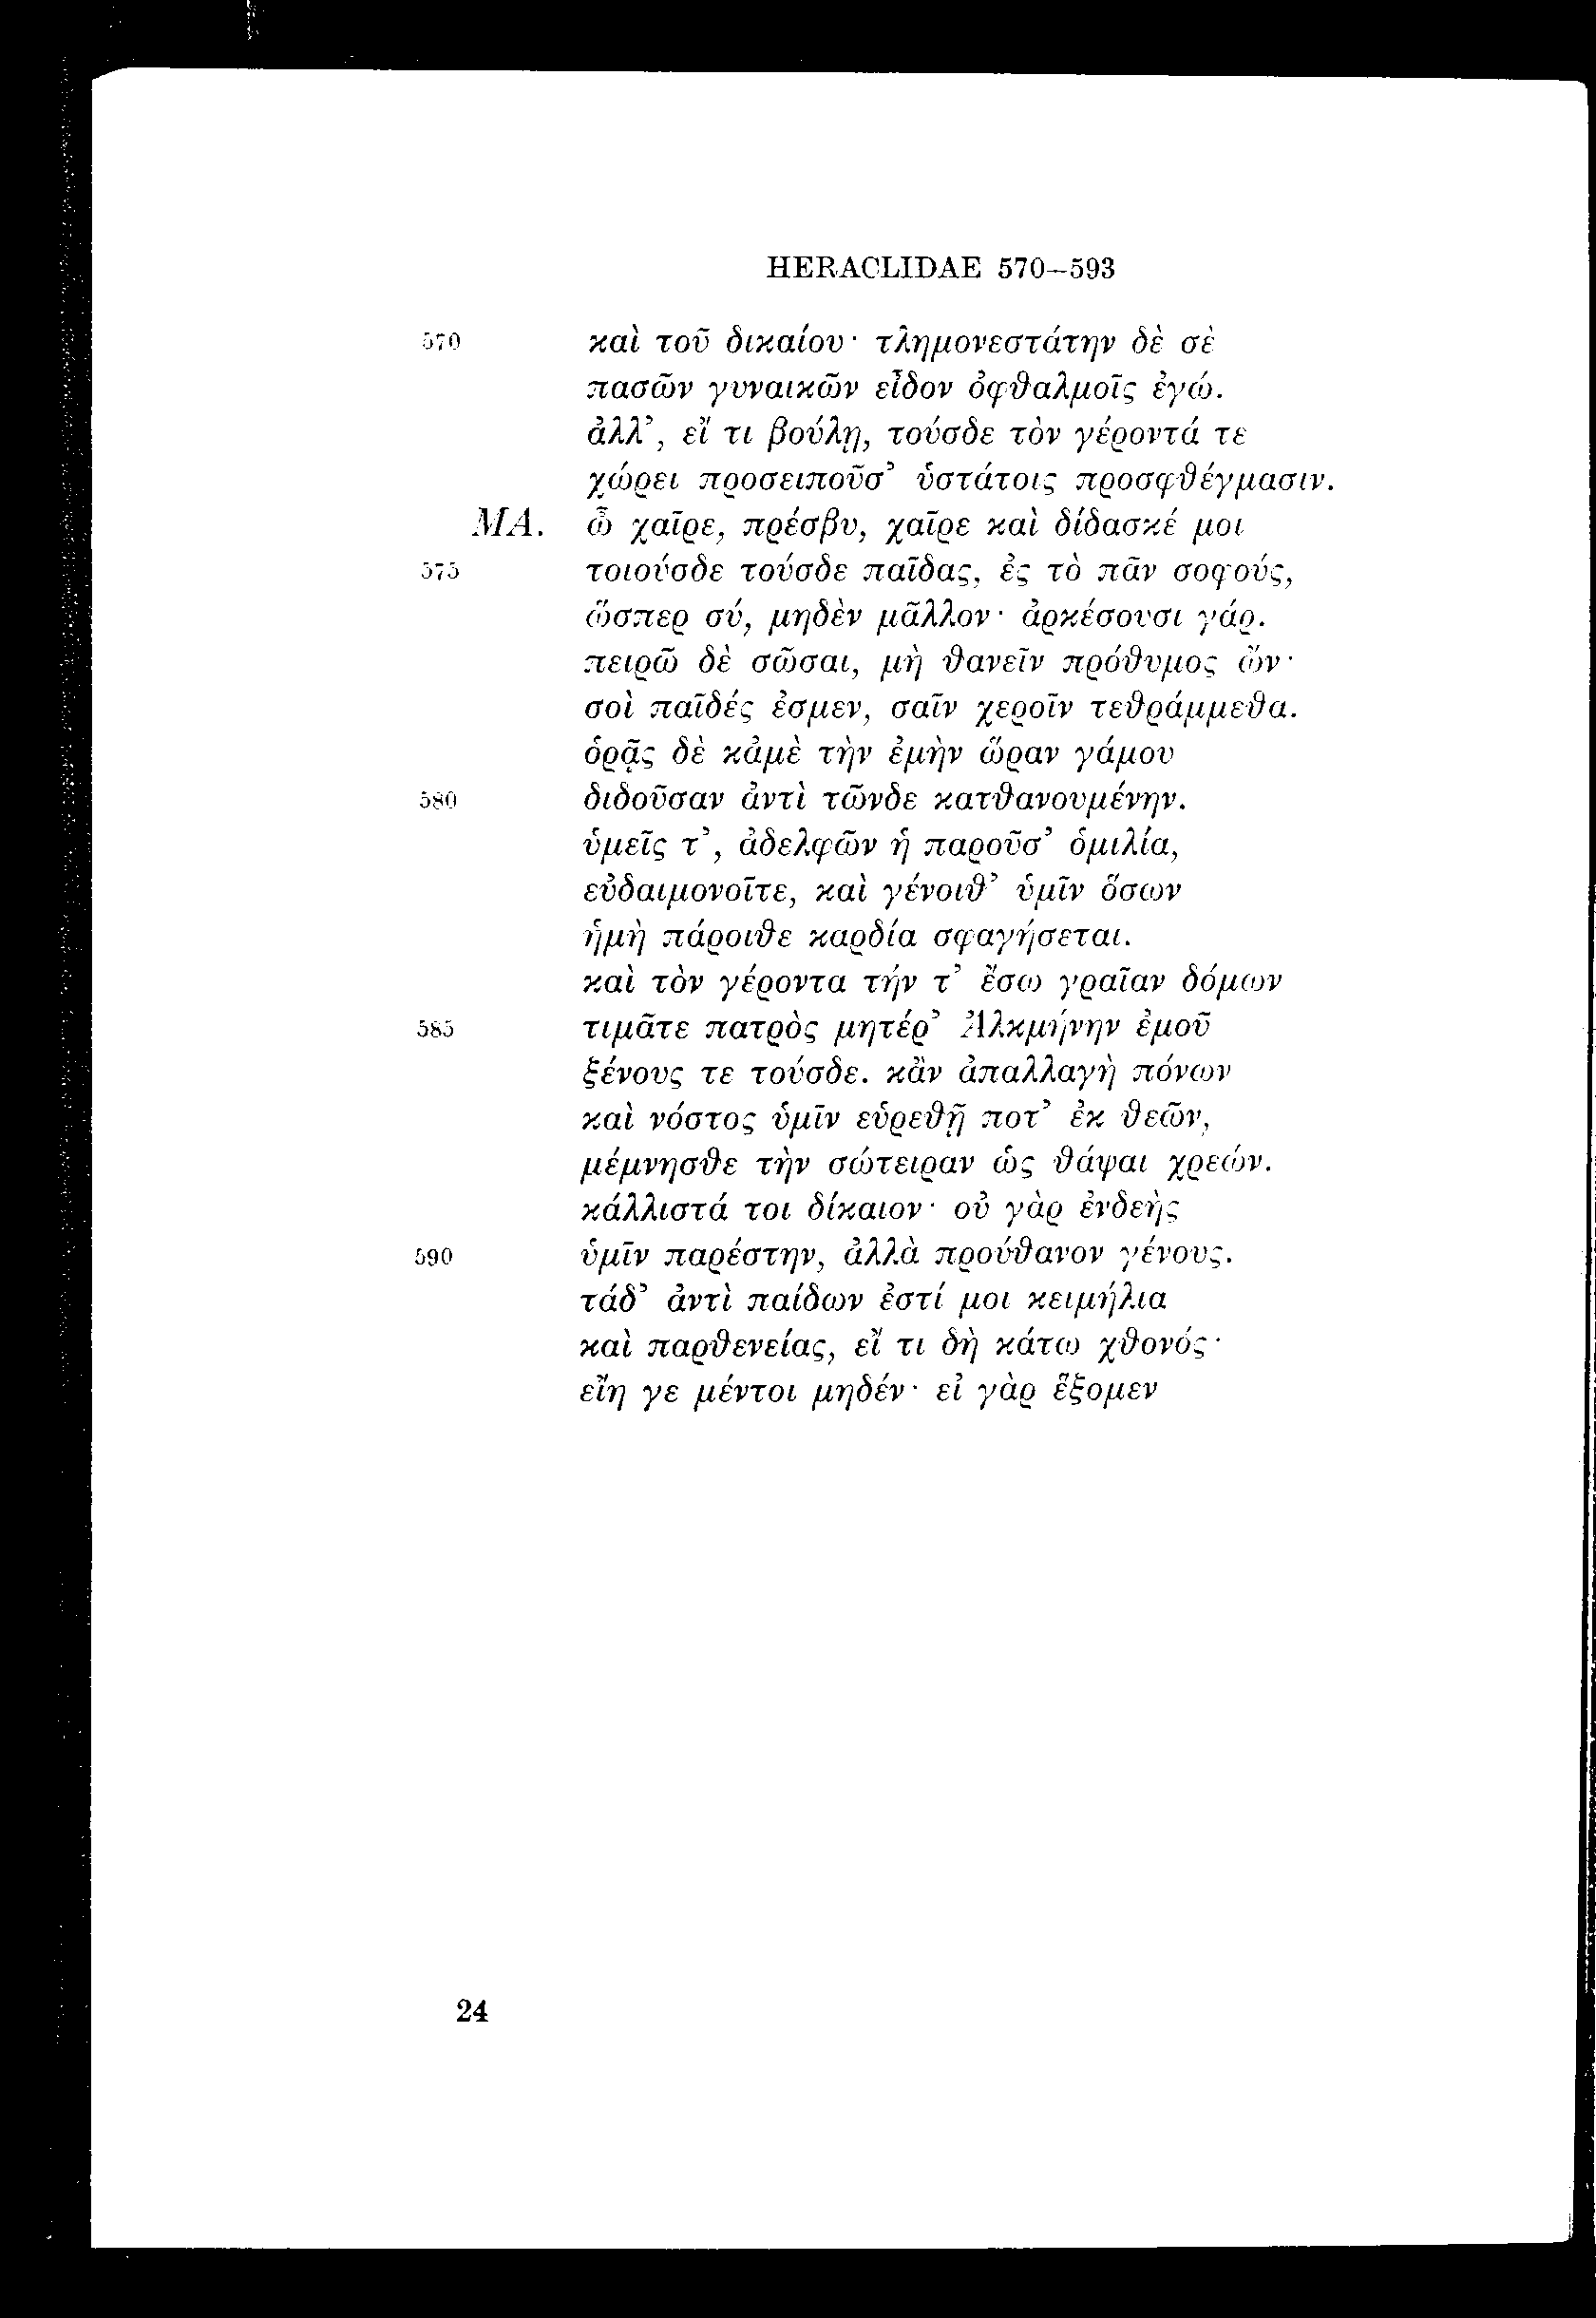 HERACLIDAE 570–593
570 καὶ τοῦ δικαίου· τλημονεστάτην δὲ σὲ
πασῶν γυναικῶν εἶδον ὀφθαλμοῖς ἐγώ.
ἀλλ’, εἴ τι βούλῃ, τούσδε τὸν γέροντά τε
χώρει προσειποῦσ’ ὑστάτοις προσφθέγμασιν.
ΜΑ. ὦ χαῖρε, πρέσβυ, χαῖρε καὶ δίδασκέ μοι
575 τοιούσδε τούσδε παῖδας, ἐς τὸ πᾶν σοφούς,
ὥσπερ σύ, μηδὲν μᾶλλον· ἀρκέσουσι γάρ.
πειρῶ δὲ σῶσαι, μὴ θανεῖν πρόθυμος ὤν·
σοὶ παῖδές ἐσμεν, σαῖν χεροῖν τεθράμμεθα.
ὁρᾷς δὲ κἀμὲ τὴν ἐμὴν ὥραν γάμου
580 διδοῦσαν ἀντὶ τῶνδε κατθανουμένην.
ὑμεῖς τ’, ἀδελφῶν ἡ παροῦσ’ ὁμιλία,
εὐδαιμονοῖτε, καὶ γένοιθ’ ὑμῖν ὅσων
ἡμὴ πάροιθε καρδία σφαγήσεται.
καὶ τὸν γέροντα τήν τ’ ἔσω γραῖαν δόμων
585 τιμᾶτε πατρὸς μητέρ’ Ἀλκμήνην ἐμοῦ
ξένους τε τούσδε. κἂν ἀπαλλαγὴ πόνων
καὶ νόστος ὑμῖν εὑρεθῇ ποτ’ ἐκ θεῶν,
μέμνησθε τὴν σώτειραν ὡς θάψαι χρεών.
κάλλιστά τοι δίκαιον· οὐ γὰρ ἐνδεὴς
590 ὑμῖν παρέστην, ἀλλὰ προύθανον γένους.
τάδ’ ἀντὶ παίδων ἐστί μοι κειμήλια
καὶ παρθενείας, εἴ τι δὴ κάτω χθονός·
εἴη γε μέντοι μηδέν· εἰ γὰρ ἕξομεν
24